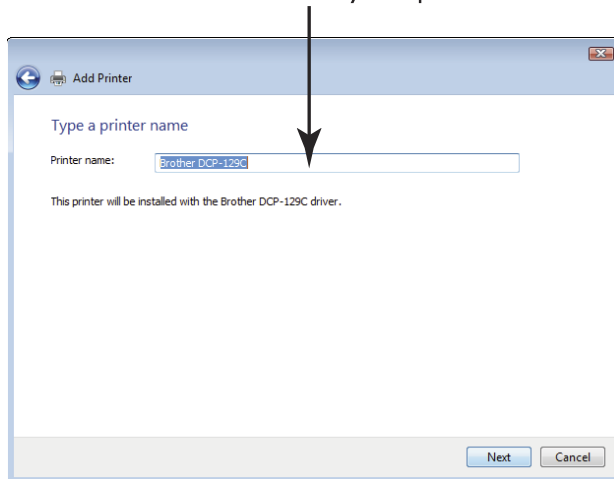 Add Printer
Type a printer name
Printer name: Brother DCP-129C
This printer will be installed with the Brother DCP-129C driver.
Next Cancel